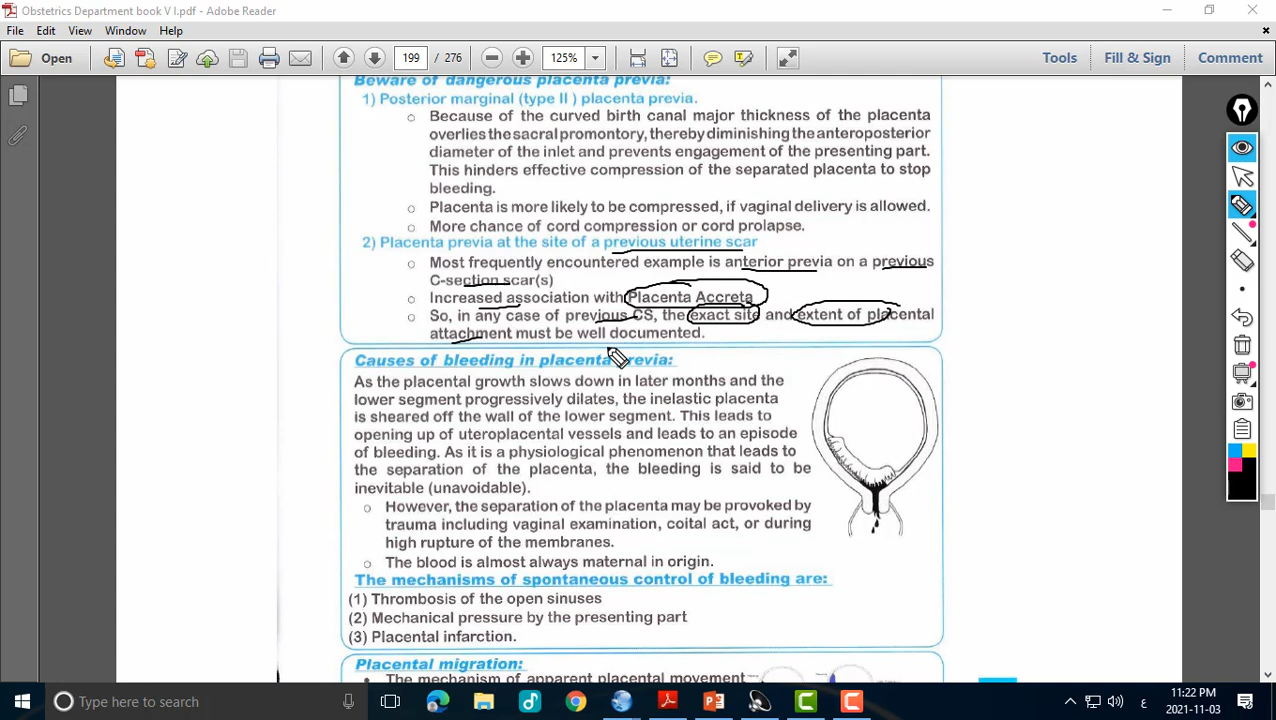 Obstetrics Department book V I.pdf - Adobe Reader
File Edit View Window Help
Open 199 / 276 125% Tools Fill & Sign Comment
Beware of dangerous placenta previa:
1) Posterior marginal (type II ) placenta previa.
Because of the curved birth canal major thickness of the placenta
overlies the sacral promontory, thereby diminishing the anteroposterior
diameter of the inlet and prevents engagement of the presenting part.
This hinders effective compression of the separated placenta to stop
bleeding.
Placenta is more likely to be compressed, if vaginal delivery is allowed.
More chance of cord compression or cord prolapse.
2) Placenta previa at the site of a previous uterine scar
Most frequently encountered example is anterior previa on a previous
C-section scar(s)
Increased association with Placenta Accreta
So, in any case of previous CS, the exact site and extent of placental
attachment must be well documented.
Causes of bleeding in placenta previa:
As the placental growth slows down in later months and the
lower segment progressively dilates, the inelastic placenta
is sheared off the wall of the lower segment. This leads to
opening up of uteroplacental vessels and leads to an episode
of bleeding. As it is a physiological phenomenon that leads to
the separation of the placenta, the bleeding is said to be
inevitable (unavoidable).
However, the separation of the placenta may be provoked by
trauma including vaginal examination, coital act, or during
high rupture of the membranes.
The blood is almost always maternal in origin.
The mechanisms of spontaneous control of bleeding are:
(1) Thrombosis of the open sinuses
(2) Mechanical pressure by the presenting part
(3) Placental infarction.
Placental migration:
The mechanism of apparent placental movement
Type here to search
ع
11:22 PM
2021-11-03